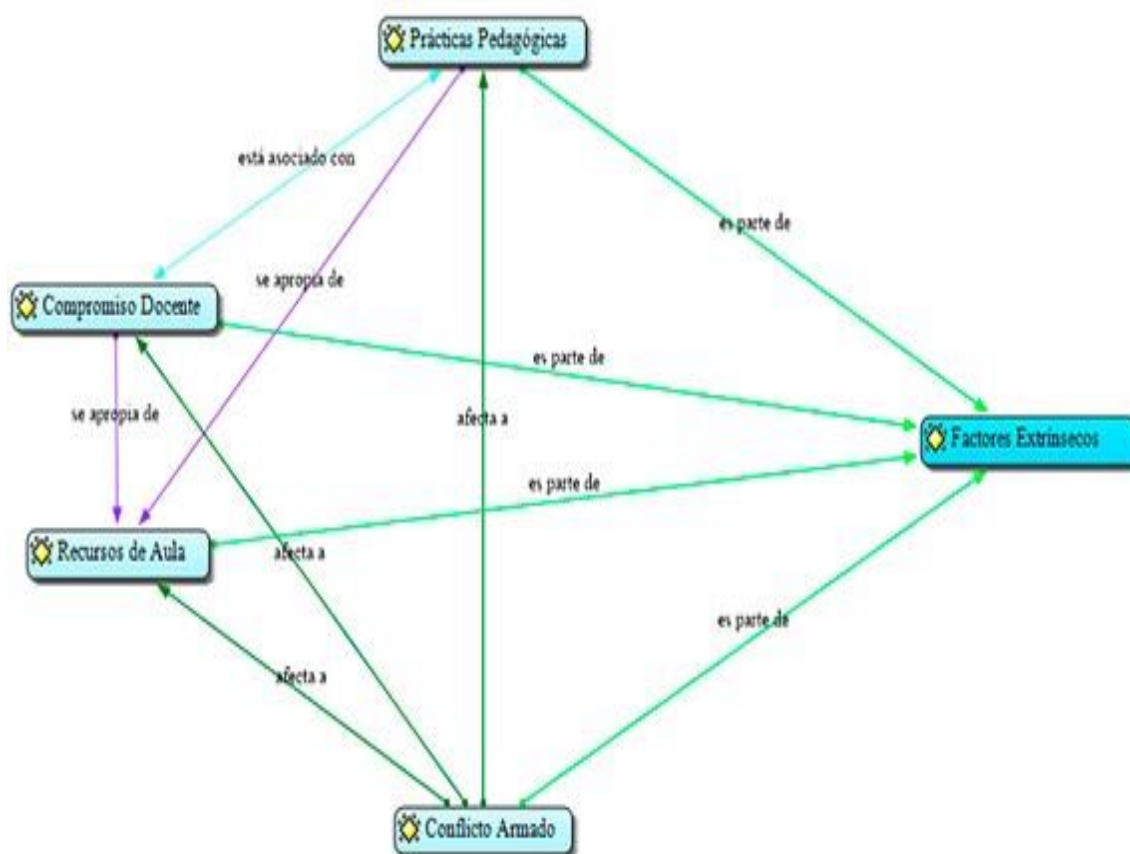 Prácticas Pedagógicas
está asociado con
es parte de
se apropia de
Compromiso Docente
es parte de
se apropia de
afecta a
Factores Extrínsecos
es parte de
Recursos de Aula
afecta a
es parte de
afecta a
Conflicto Armado